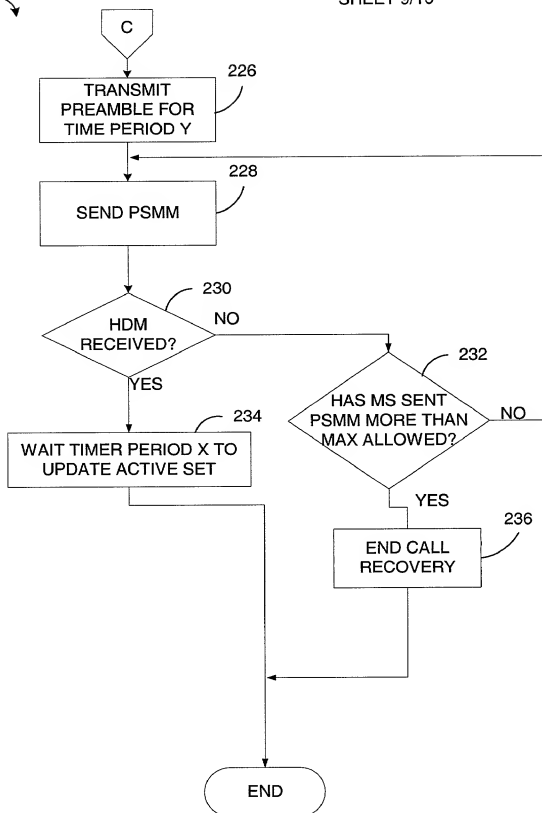 SHEET 9/10
C
226
TRANSMIT
PREAMBLE FOR
TIME PERIOD Y
228
SEND PSMM
230
HDM
RECEIVED?
NO
YES
232
HAS MS SENT
PSMM MORE THAN
MAX ALLOWED?
NO
YES
234
WAIT TIMER PERIOD X TO
UPDATE ACTIVE SET
236
END CALL
RECOVERY
END